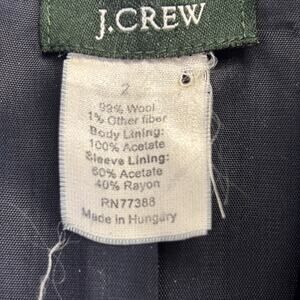 J.CREW
2
99% Wool
1% Other fiber
Body Lining:
100% Acetate
Sleeve Lining:
60% Acetate
40% Rayon
RN77388
Made in Hungary